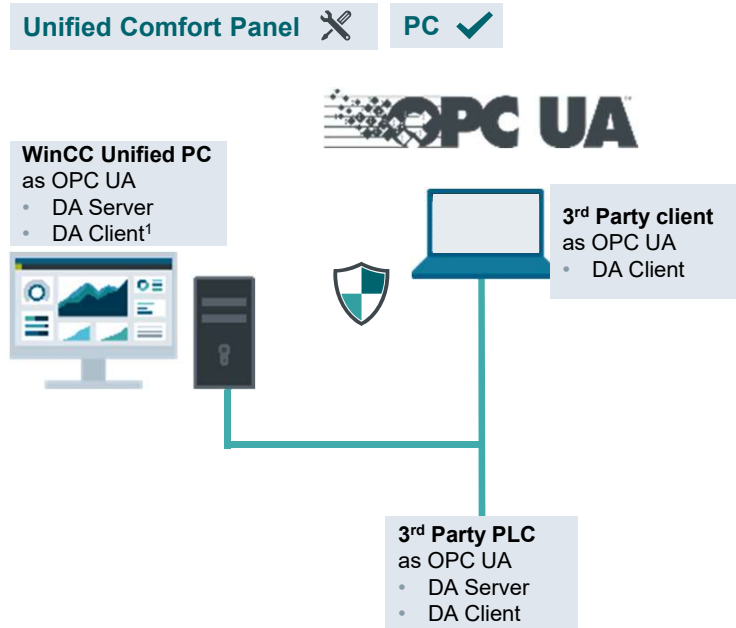 Unified Comfort Panel
PC
OPC UA
WinCC Unified PC
as OPC UA
• DA Server
• DA Client¹
3rd Party client
as OPC UA
• DA Client
3rd Party PLC
as OPC UA
• DA Server
• DA Client